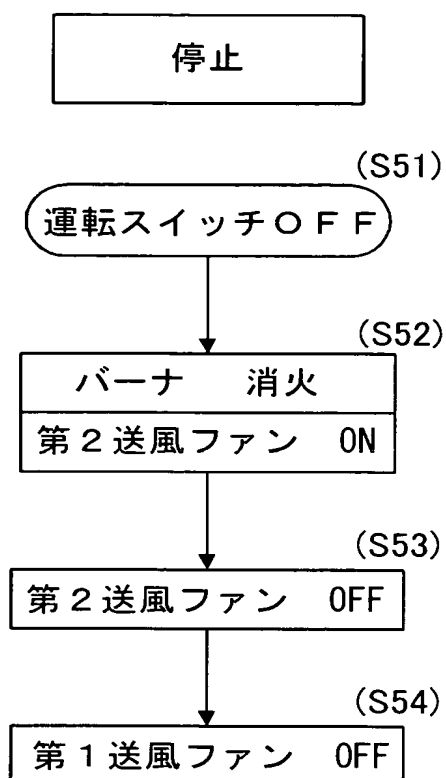 停止
(S51)
運転スイッチOFF
(S52)
バーナ 消火
第2送風ファン ON
(S53)
第2送風ファン OFF
(S54)
第1送風ファン OFF